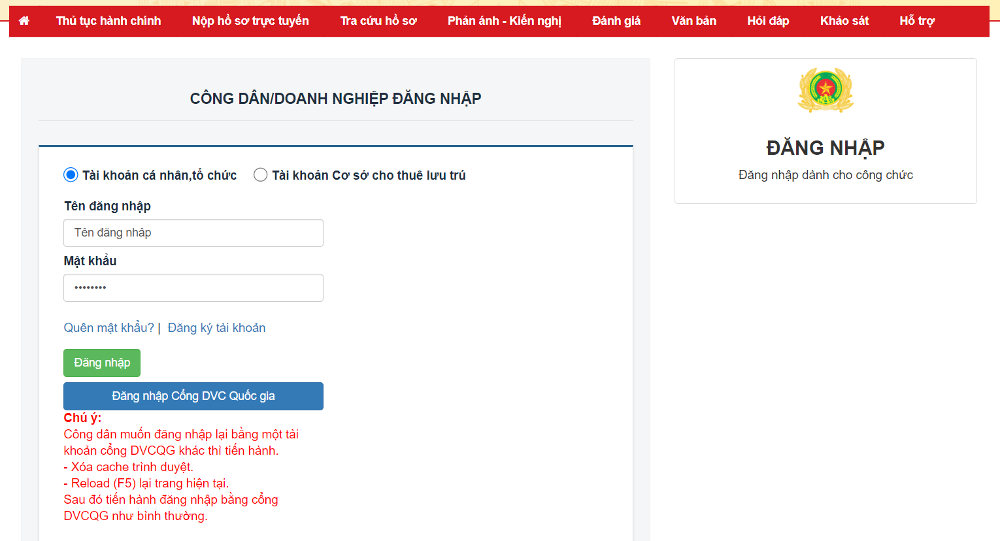 Thủ tục hành chính Nộp hồ sơ trực tuyến Tra cứu hồ sơ Phản ánh - Kiến nghị Đánh giá Văn bản Hỏi đáp Khảo sát Hỗ trợ
CÔNG DÂN/DOANH NGHIỆP ĐĂNG NHẬP
Tài khoản cá nhân,tổ chức Tài khoản Cơ sở cho thuê lưu trú
Tên đăng nhập
Tên đăng nhâp
Mật khẩu
••••••••
Quên mật khẩu? | Đăng ký tài khoản
Đăng nhập
Đăng nhập Cổng DVC Quốc gia
Chú ý:
Công dân muốn đăng nhập lại bằng một tài
khoản cổng DVCQG khác thì tiến hành.
- Xóa cache trình duyệt.
- Reload (F5) lại trang hiện tại.
Sau đó tiến hành đăng nhập bằng cổng
DVCQG như bình thường.
ĐĂNG NHẬP
Đăng nhập dành cho công chức